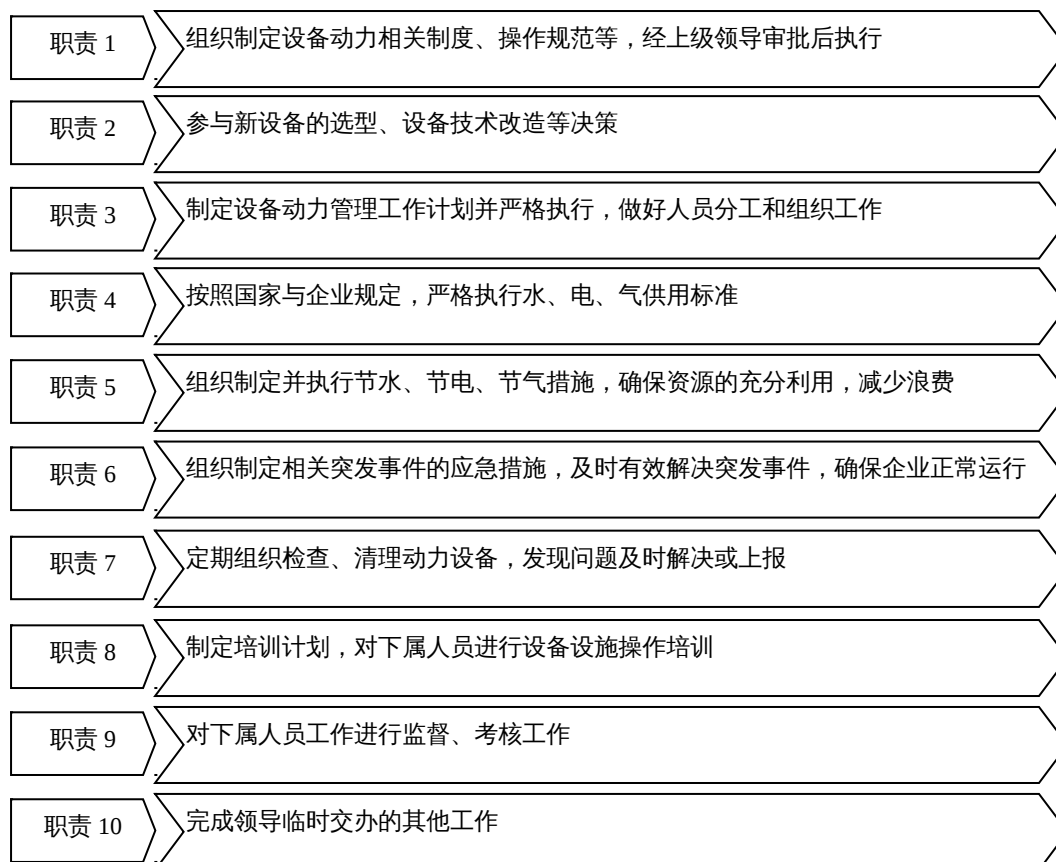 职责 1 组织制定设备动力相关制度、操作规范等，经上级领导审批后执行
职责 2 参与新设备的选型、设备技术改造等决策
职责 3 制定设备动力管理工作计划并严格执行，做好人员分工和组织工作
职责 4 按照国家与企业规定，严格执行水、电、气供用标准
职责 5 组织制定并执行节水、节电、节气措施，确保资源的充分利用，减少浪费
职责 6 组织制定相关突发事件的应急措施，及时有效解决突发事件，确保企业正常运行
职责 7 定期组织检查、清理动力设备，发现问题及时解决或上报
职责 8 制定培训计划，对下属人员进行设备设施操作培训
职责 9 对下属人员工作进行监督、考核工作
职责 10 完成领导临时交办的其他工作